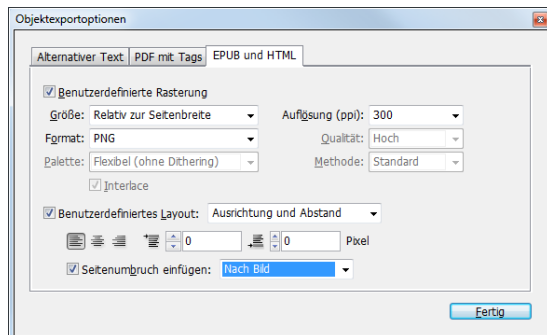 Objektexportoptionen
Alternativer Text PDF mit Tags EPUB und HTML
Benutzerdefinierte Rasterung
Größe: Relativ zur Seitenbreite Auflösung (ppi): 300
Format: PNG Qualität: Hoch
Palette: Flexibel (ohne Dithering) Methode: Standard
Interlace
Benutzerdefiniertes Layout: Ausrichtung und Abstand
0 0 Pixel
Seitenumbruch einfügen: Nach Bild
Fertig